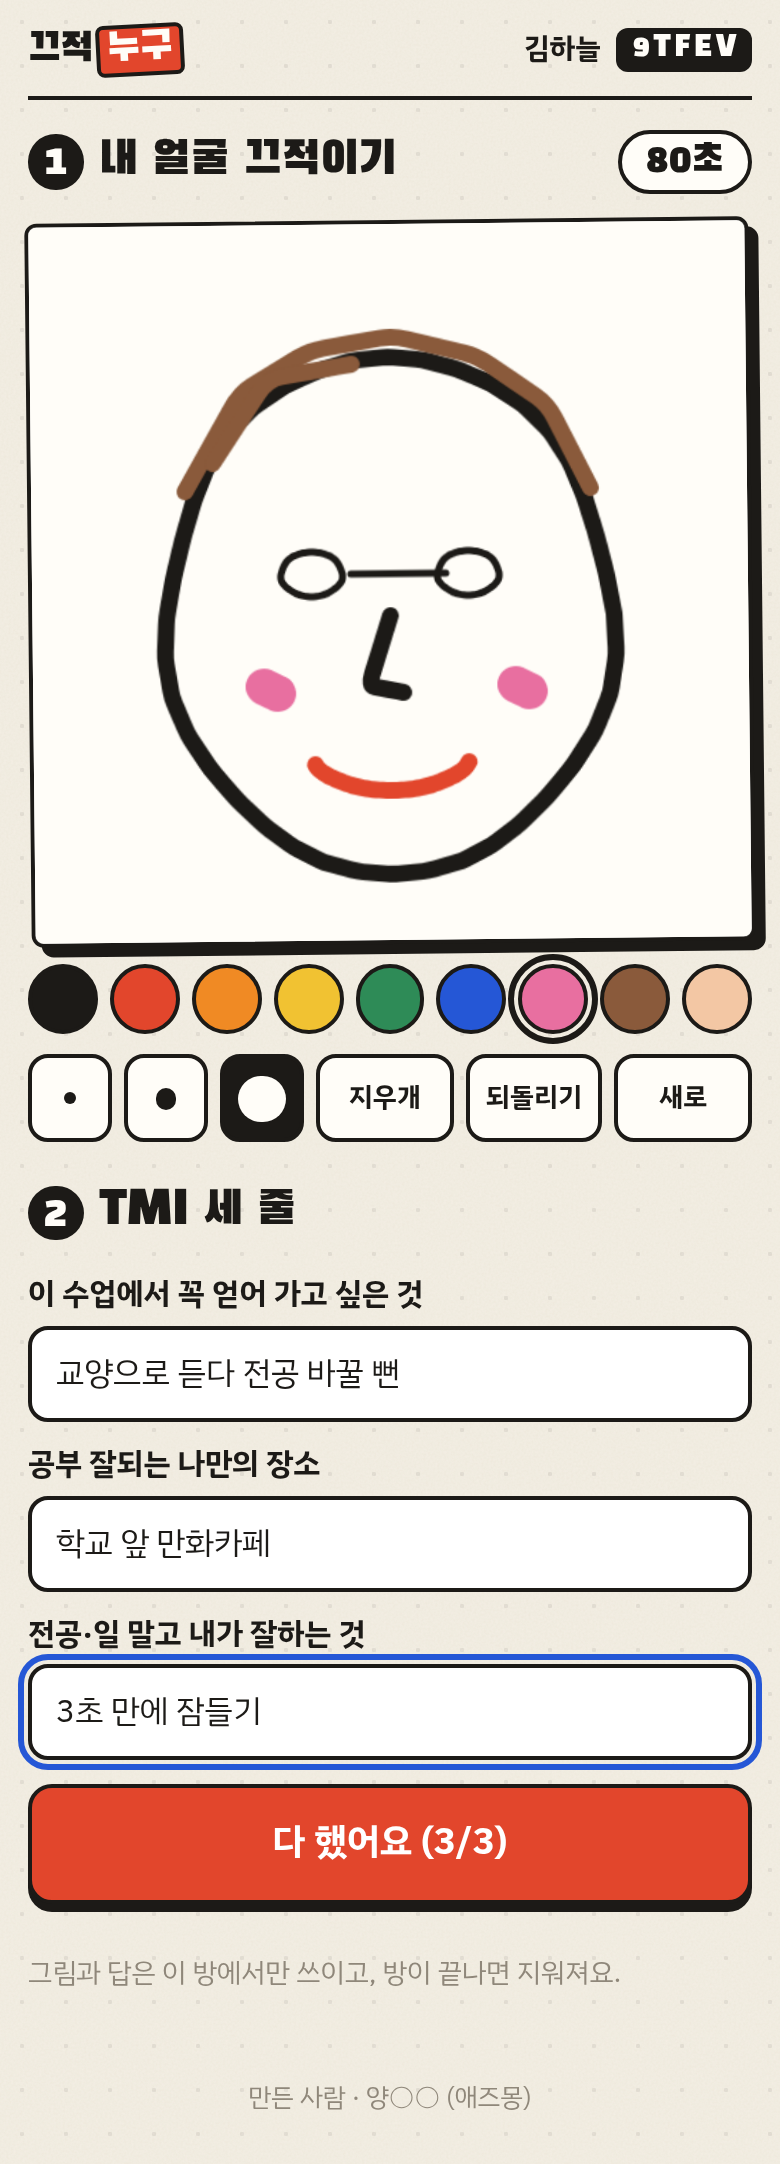 끄적 누구
김하늘 9TFEV
1 내 얼굴 끄적이기
80초
지우개 되돌리기 새로
2 TMI 세 줄
이 수업에서 꼭 얻어 가고 싶은 것
교양으로 듣다 전공 바꿀 뻔
공부 잘되는 나만의 장소
학교 앞 만화카페
전공·일 말고 내가 잘하는 것
3초 만에 잠들기
다 했어요 (3/3)
그림과 답은 이 방에서만 쓰이고, 방이 끝나면 지워져요.
만든 사람 · 양○○ (애즈몽)